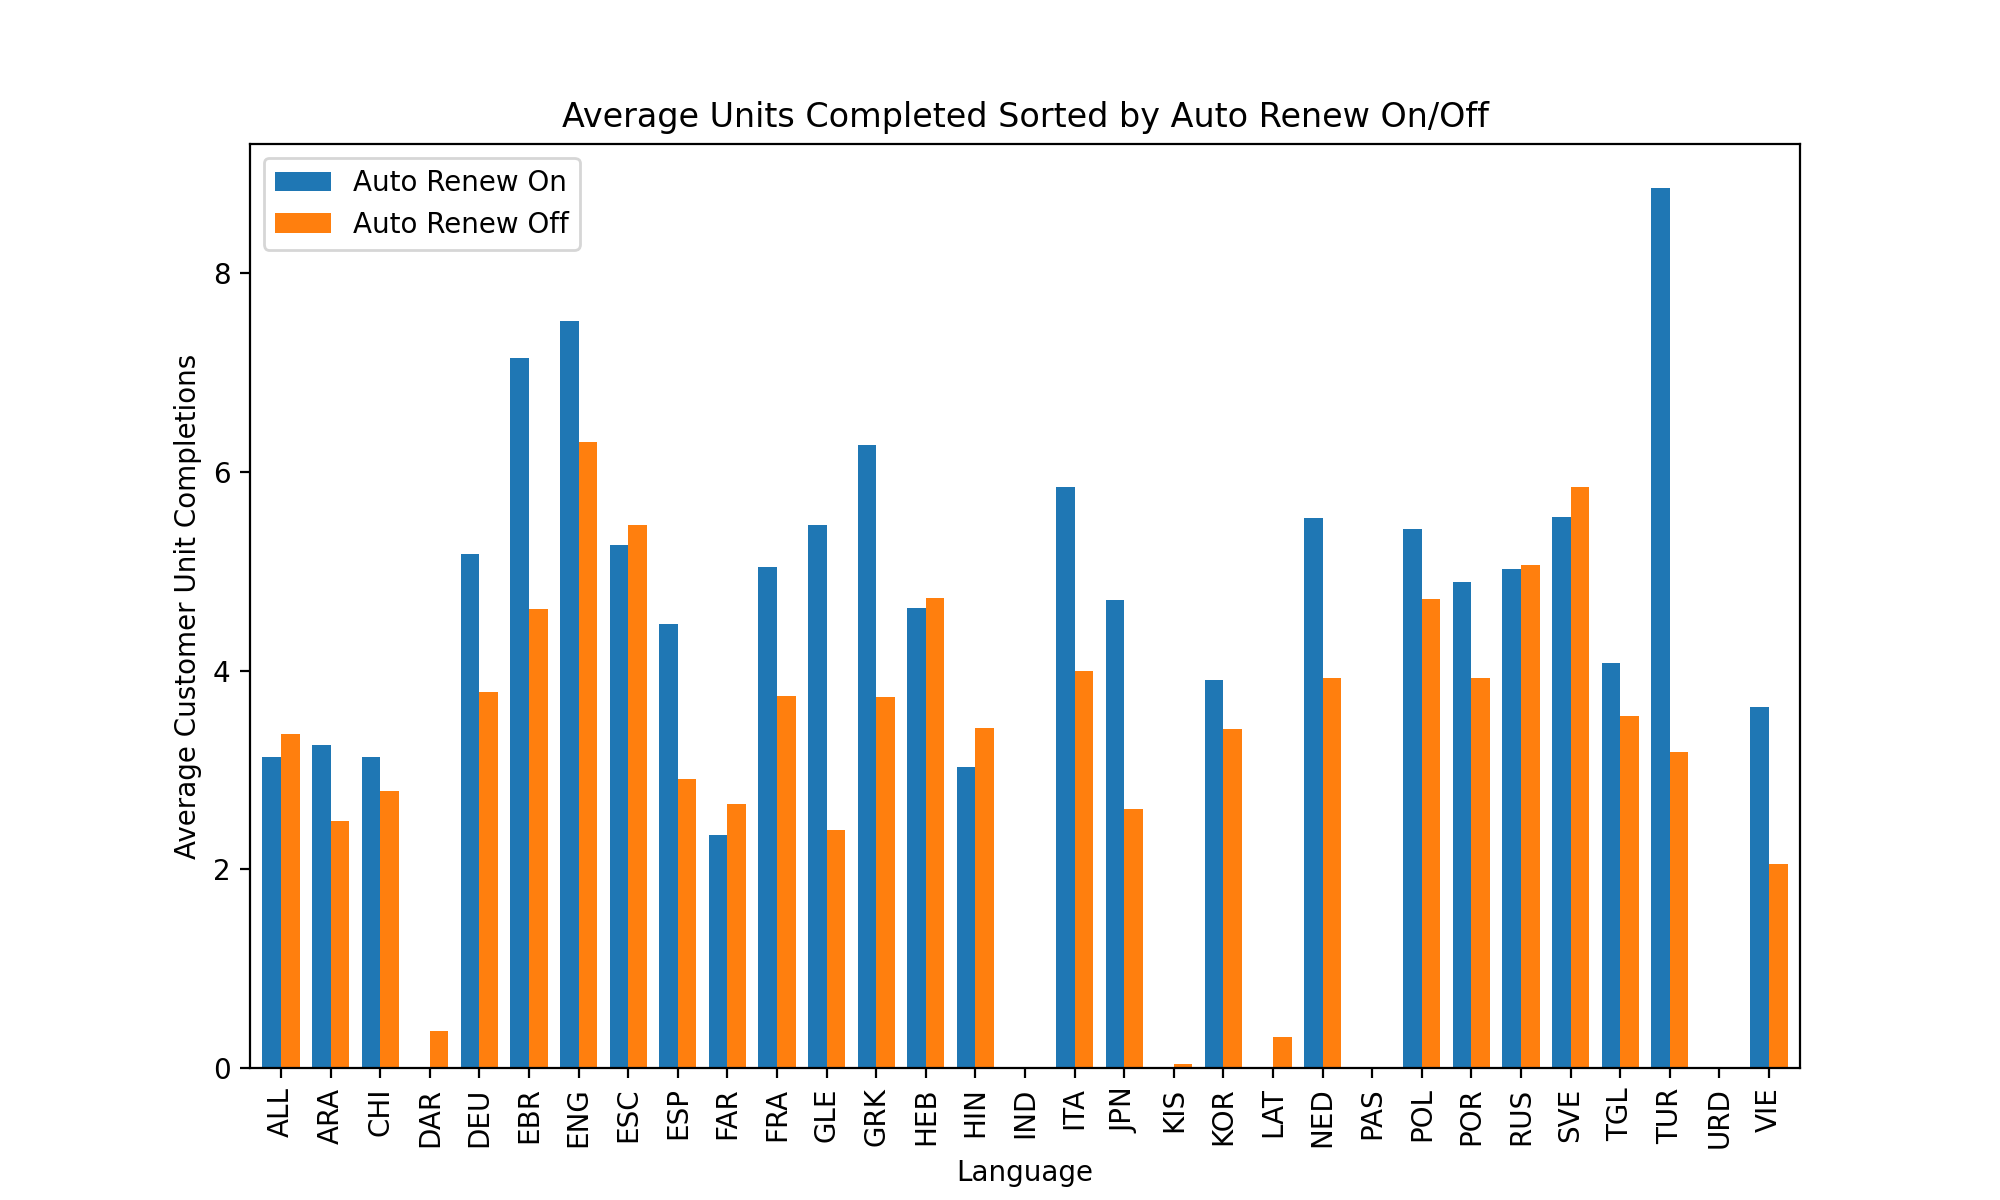 Average Units Completed Sorted by Auto Renew On/Off
Auto Renew On
Auto Renew Off
Average Customer Unit Completions
8
6
4
2
0
ALL ARA CHI DAR DEU EBR ENG ESC ESP FAR FRA GLE GRK HEB HIN IND ITA JPN KIS KOR LAT NED PAS POL POR RUS SVE TGL TUR URD VIE
Language